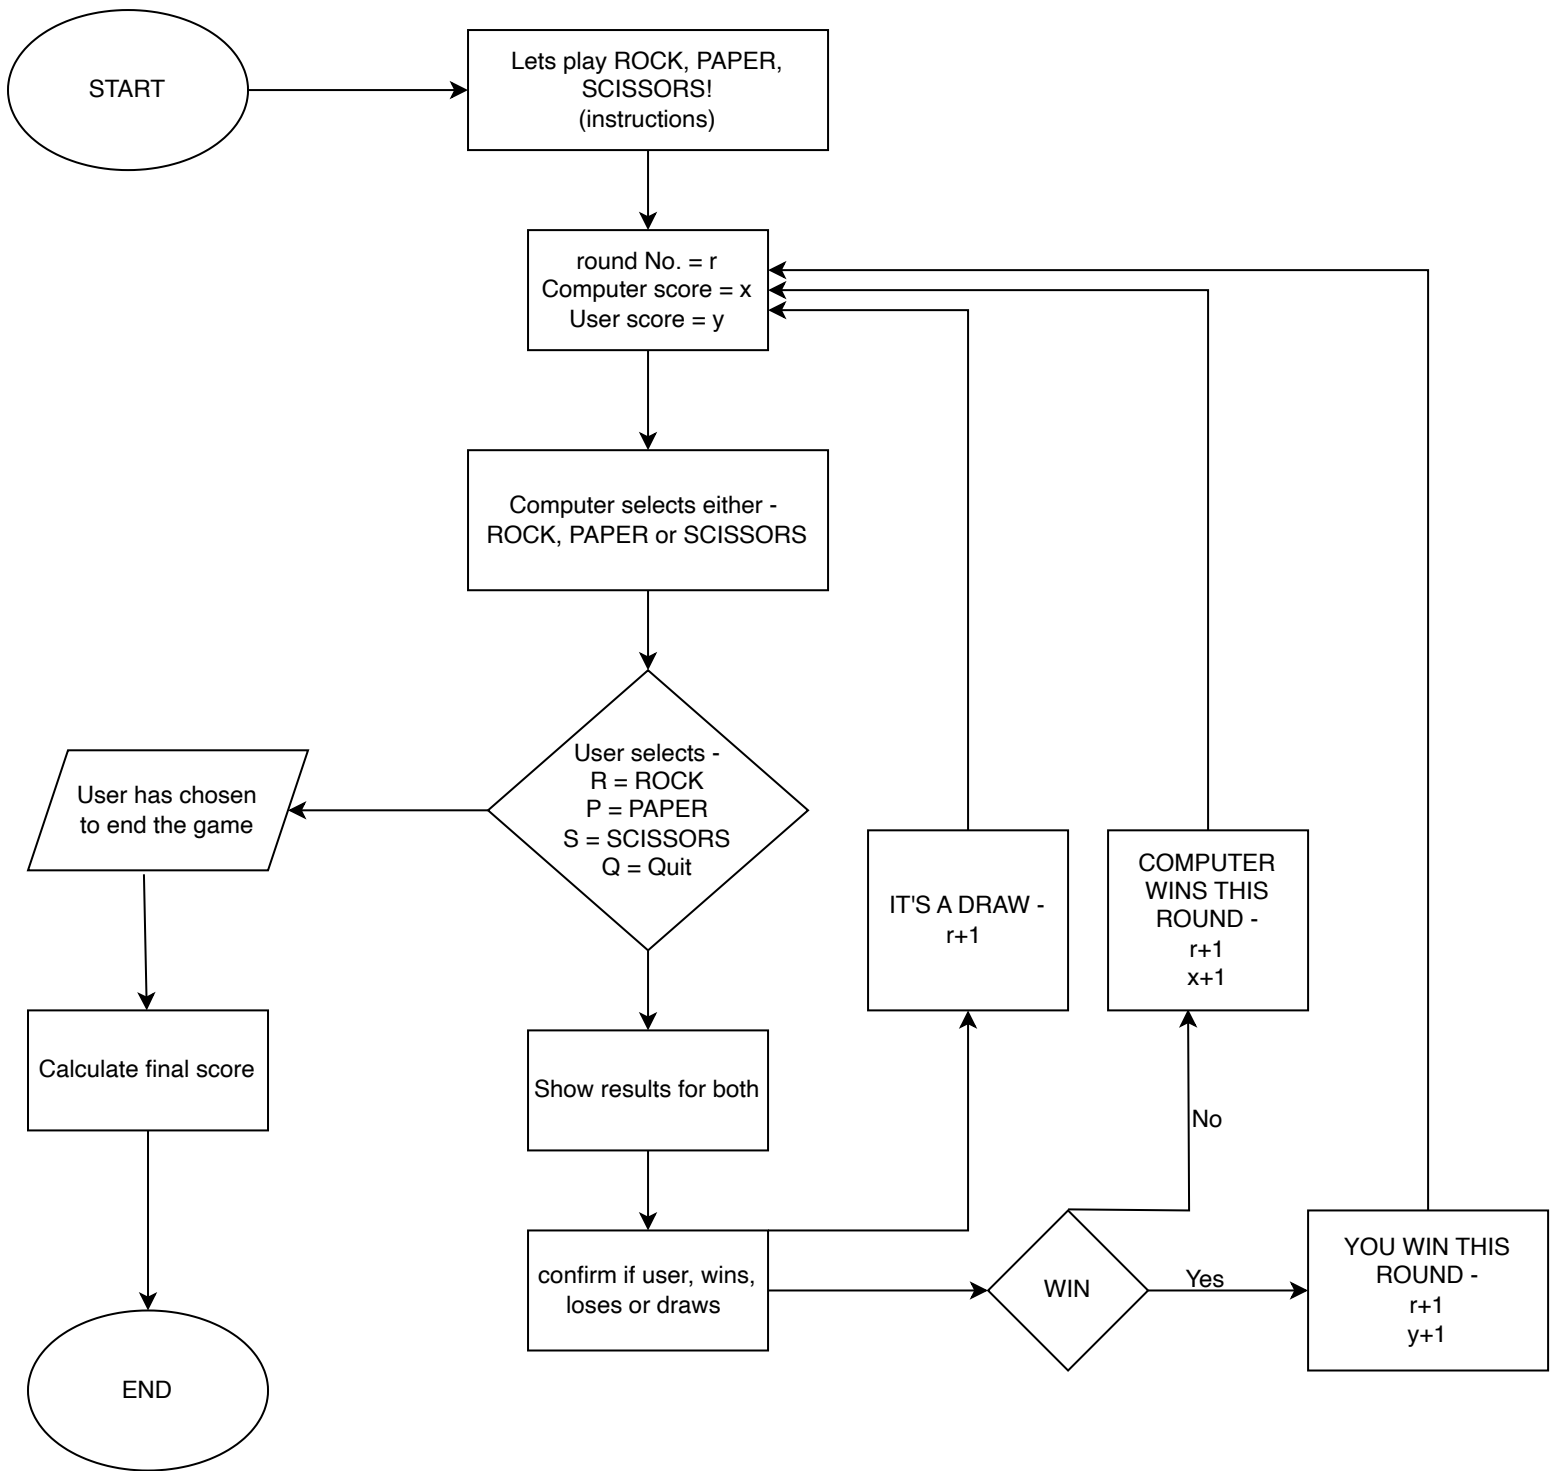 START
Lets play ROCK, PAPER,
SCISSORS!
(instructions)
round No. = r
Computer score = x
User score = y
Computer selects either -
ROCK, PAPER or SCISSORS
User selects -
R = ROCK
P = PAPER
S = SCISSORS
Q = Quit
User has chosen
to end the game
Calculate final score
END
Show results for both
confirm if user, wins,
loses or draws
IT'S A DRAW -
r+1
COMPUTER
WINS THIS
ROUND -
r+1
x+1
No
WIN
Yes
YOU WIN THIS
ROUND -
r+1
y+1